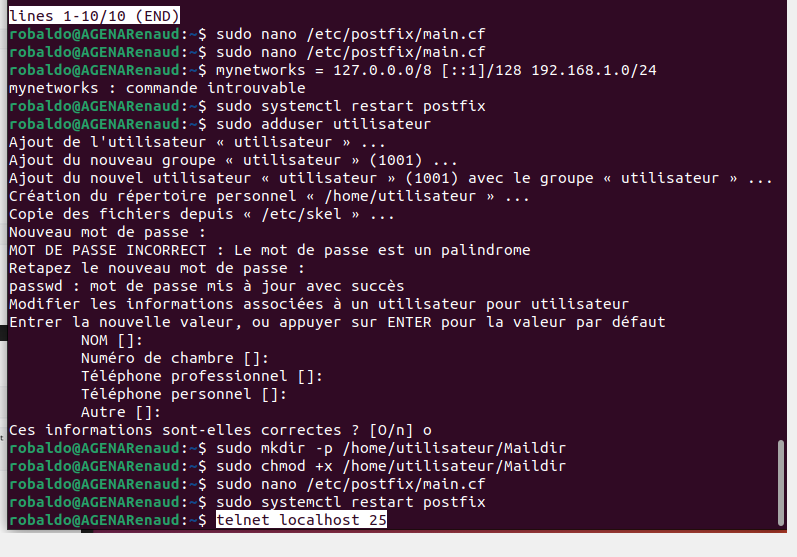 lines 1-10/10 (END)
robaldo@AGENARenaud:~$ sudo nano /etc/postfix/main.cf
robaldo@AGENARenaud:~$ sudo nano /etc/postfix/main.cf
robaldo@AGENARenaud:~$ mynetworks = 127.0.0.0/8 [::1]/128 192.168.1.0/24
mynetworks : commande introuvable
robaldo@AGENARenaud:~$ sudo systemctl restart postfix
robaldo@AGENARenaud:~$ sudo adduser utilisateur
Ajout de l'utilisateur « utilisateur » ...
Ajout du nouveau groupe « utilisateur » (1001) ...
Ajout du nouvel utilisateur « utilisateur » (1001) avec le groupe « utilisateur » ...
Création du répertoire personnel « /home/utilisateur » ...
Copie des fichiers depuis « /etc/skel » ...
Nouveau mot de passe :
MOT DE PASSE INCORRECT : Le mot de passe est un palindrome
Retapez le nouveau mot de passe :
passwd : mot de passe mis à jour avec succès
Modifier les informations associées à un utilisateur pour utilisateur
Entrer la nouvelle valeur, ou appuyer sur ENTER pour la valeur par défaut
NOM []:
Numéro de chambre []:
Téléphone professionnel []:
Téléphone personnel []:
Autre []:
Ces informations sont-elles correctes ? [O/n] o
robaldo@AGENARenaud:~$ sudo mkdir -p /home/utilisateur/Maildir
robaldo@AGENARenaud:~$ sudo chmod +x /home/utilisateur/Maildir
robaldo@AGENARenaud:~$ sudo nano /etc/postfix/main.cf
robaldo@AGENARenaud:~$ sudo systemctl restart postfix
robaldo@AGENARenaud:~$ telnet localhost 25